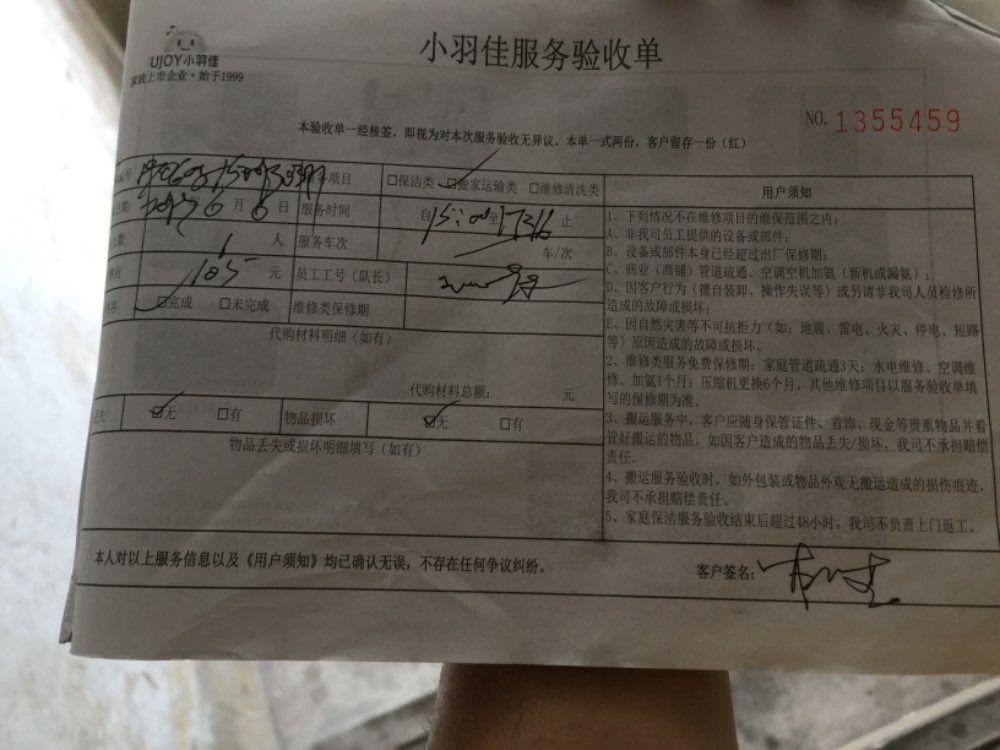 UJOY小羽佳
家政上市企业·始于1999
小羽佳服务验收单
NO. 1355459
本验收单一经核签，即视为对本次服务验收无异议。本单一式两份，客户留存一份（红）
服务项目 □保洁类 □搬家运输类 □维修清洗类
日期 6月6日 服务时间 自15:00至 止
人数 1人 服务车次 车/次
105元 员工工号（队长）
□完成 □未完成 维修类保修期
代购材料明细（如有）
代购材料总额： 元
□无 □有 物品损坏 □无 □有
物品丢失或损坏明细填写（如有）
用户须知
1、下列情况不在维修项目的维保范围之内：
A、非我司员工提供的设备或部件；
B、设备或部件本身已经超过出厂保修期；
C、商业（商铺）管道疏通、空调空机加氨（新机或漏氨）；
D、因客户行为（擅自装卸、操作失误等）或另请非我司人员检修所
造成的故障或损坏；
E、因自然灾害等不可抗拒力（如：地震、雷电、火灾、停电、短路
等）原因造成的故障或损坏。
2、维修类服务免费保修期：家庭管道疏通3天；水电维修、空调维
修、加氨1个月；压缩机更换6个月。其他维修项目以服务验收单填
写的保修期为准。
3、搬运服务中，客户应随身保管证件、首饰、现金等贵重物品并看
管好搬运的物品。如因客户造成的物品丢失/损坏，我司不承担赔偿
责任。
4、搬运服务验收时，如外包装或物品外观无搬运造成的损伤痕迹，
我司不承担赔偿责任。
5、家庭保洁服务验收结束后超过48小时，我司不负责上门返工。
本人对以上服务信息以及《用户须知》均已确认无误，不存在任何争议纠纷。
客户签名：